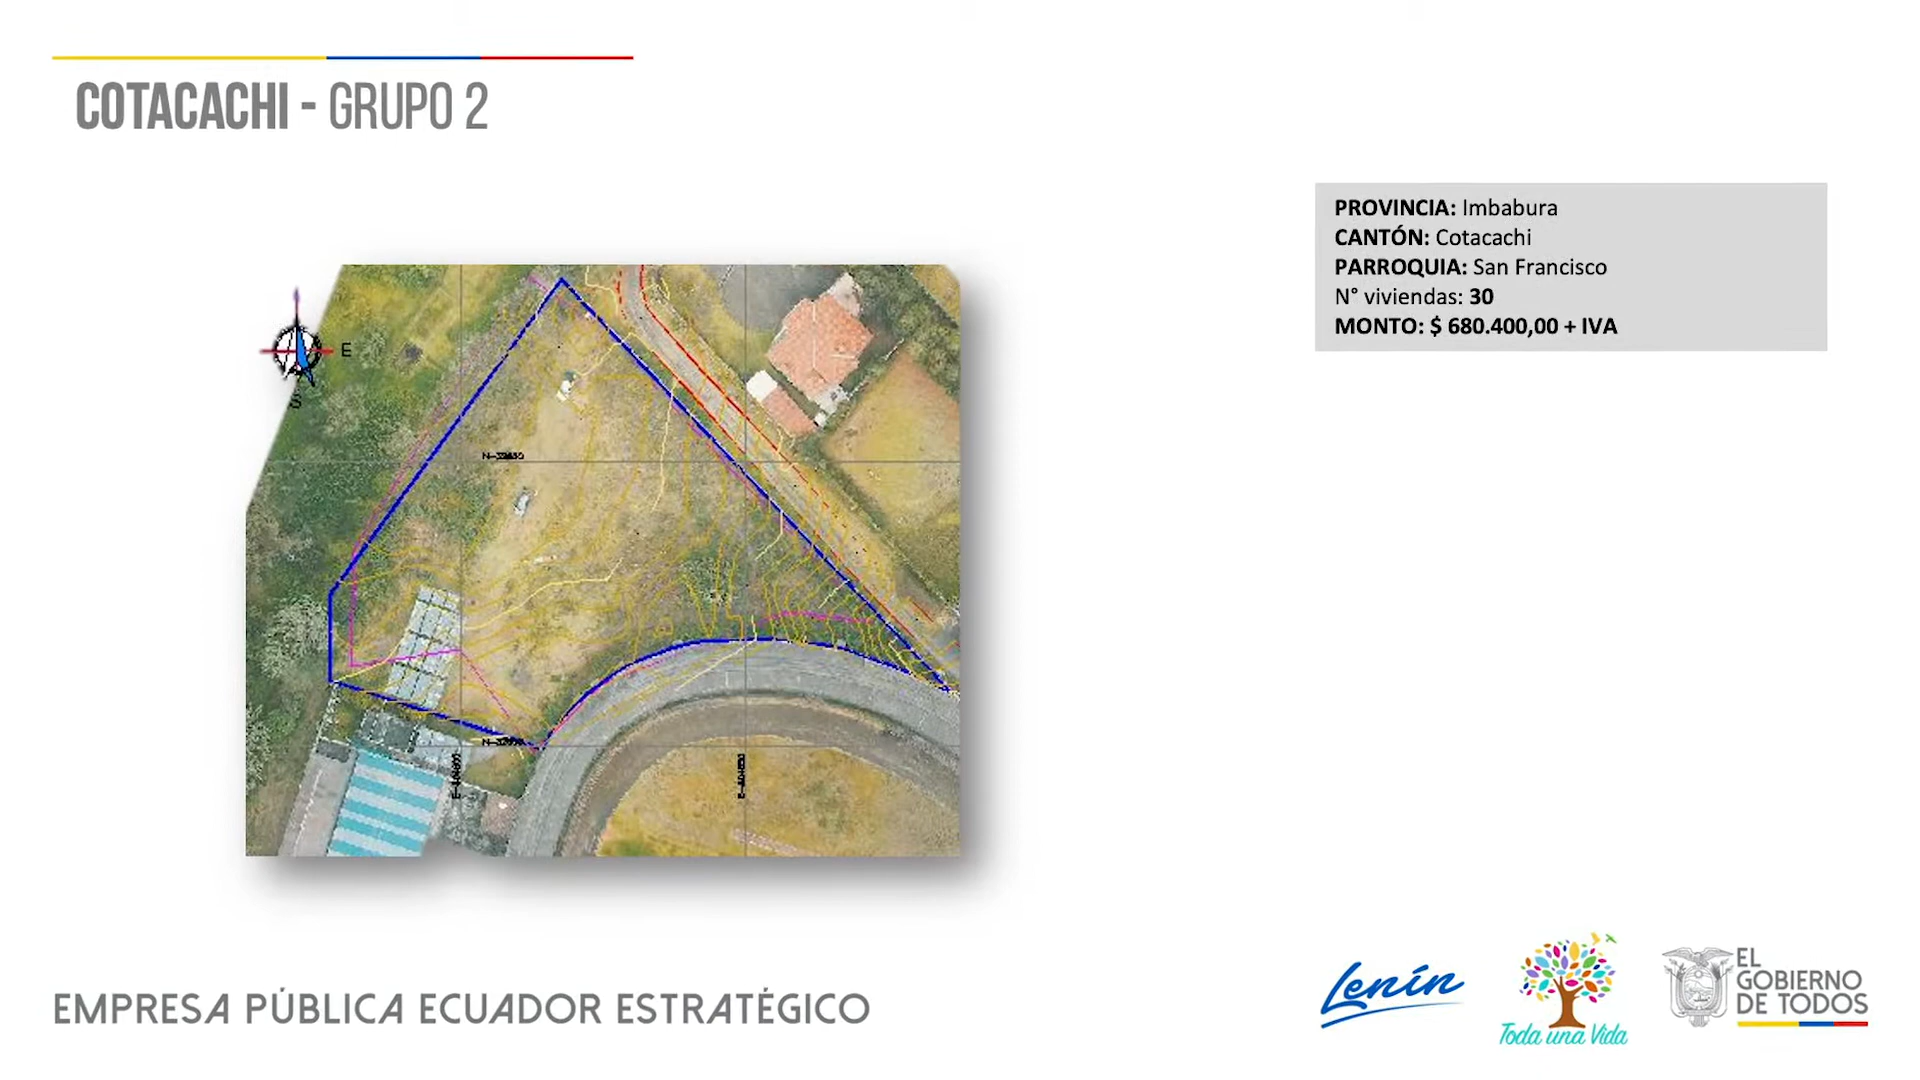 COTACACHI - GRUPO 2
PROVINCIA: Imbabura
CANTÓN: Cotacachi
PARROQUIA: San Francisco
N° viviendas: 30
MONTO: $ 680.400,00 + IVA
E
S
EMPRESA PÚBLICA ECUADOR ESTRATÉGICO
Lenín
Toda una Vida
EL
GOBIERNO
DE TODOS